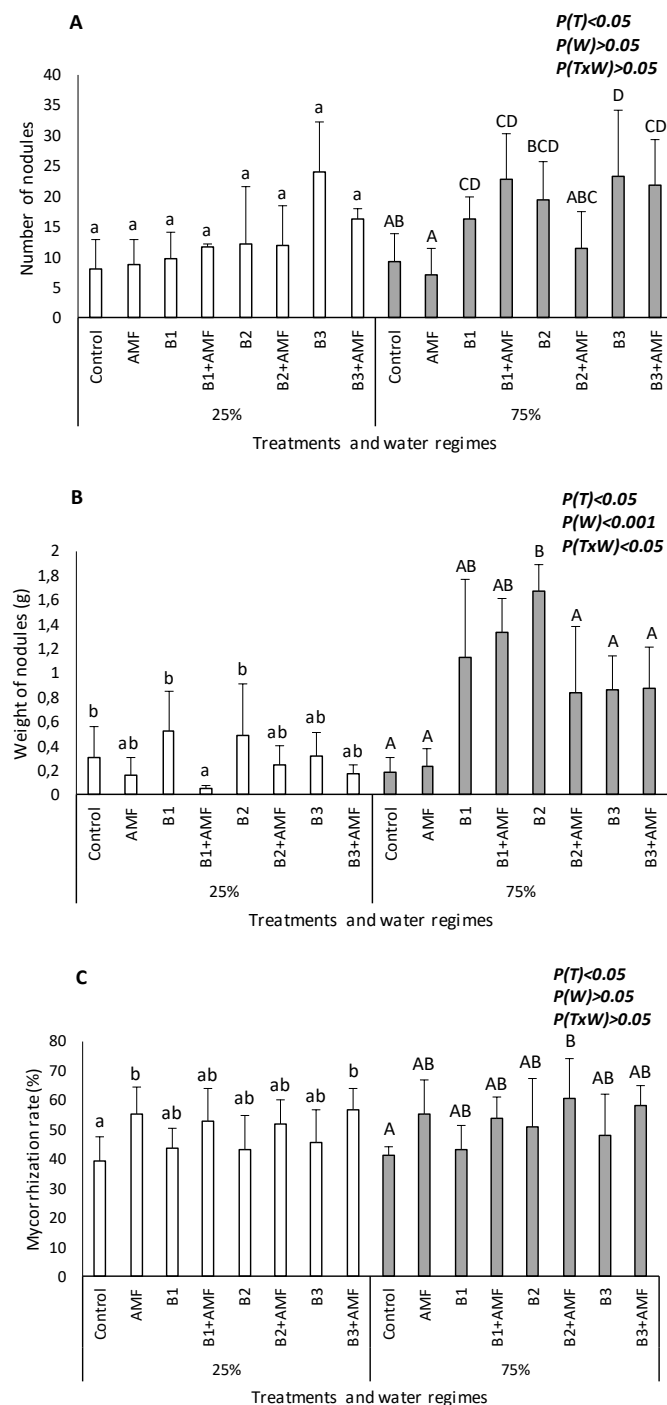 A
P(T)<0.05
P(W)>0.05
P(TxW)>0.05
Number of nodules
40
35
30
25
20
15
10
5
0
a a a a a a a a
AB A CD CD BCD ABC D CD
Control AMF B1 B1+AMF B2 B2+AMF B3 B3+AMF Control AMF B1 B1+AMF B2 B2+AMF B3 B3+AMF
25% 75%
Treatments and water regimes
B
P(T)<0.05
P(W)<0.001
P(TxW)<0.05
Weight of nodules (g)
2
1,8
1,6
1,4
1,2
1
0,8
0,6
0,4
0,2
0
b ab b a b ab ab ab
A A AB AB B A A A
Control AMF B1 B1+AMF B2 B2+AMF B3 B3+AMF Control AMF B1 B1+AMF B2 B2+AMF B3 B3+AMF
25% 75%
Treatments and water regimes
C
P(T)<0.05
P(W)>0.05
P(TxW)>0.05
Mycorrhization rate (%)
80
70
60
50
40
30
20
10
0
a b ab ab ab ab ab b
A AB AB AB AB B AB AB
Control AMF B1 B1+AMF B2 B2+AMF B3 B3+AMF Control AMF B1 B1+AMF B2 B2+AMF B3 B3+AMF
25% 75%
Treatments and water regimes